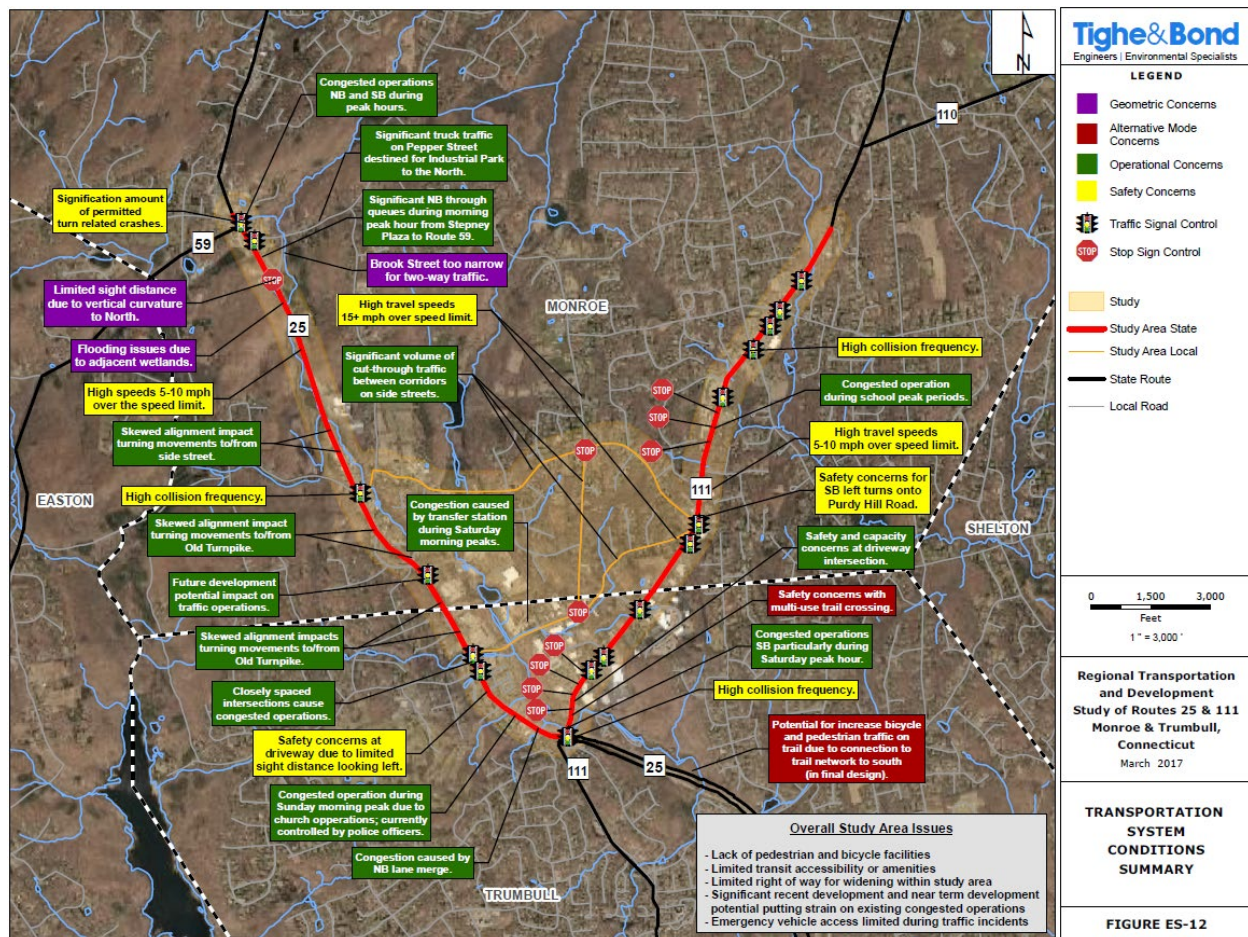 Congested operations
NB and SB during
peak hours.
Significant truck traffic
on Pepper Street
destined for Industrial Park
to the North.
Signification amount
of permitted
turn related crashes.
Significant NB through
queues during morning
peak hour from Stepney
Plaza to Route 59.
59
Brook Street too narrow
for two-way traffic.
Limited sight distance
due to vertical curvature
to North.
STOP
High travel speeds
15+ mph over speed limit.
MONROE
110
N
25
Flooding issues due
to adjacent wetlands.
Significant volume of
cut-through traffic
between corridors
on side streets.
High collision frequency.
High speeds 5-10 mph
over the speed limit.
STOP
STOP
Congested operation
during school peak periods.
Skewed alignment impact
turning movements to/from
side street.
STOP
STOP
High travel speeds
5-10 mph over speed limit.
EASTON
High collision frequency.
111
Safety concerns for
SB left turns onto
Purdy Hill Road.
SHELTON
Congestion caused
by transfer station
during Saturday
morning peaks.
Skewed alignment impact
turning movements to/from
Old Turnpike.
Safety and capacity
concerns at driveway
intersection.
Future development
potential impact on
traffic operations.
STOP
Safety concerns with
multi-use trail crossing.
Skewed alignment impacts
turning movements to/from
Old Turnpike.
STOP
STOP
STOP
STOP
Congested operations
SB particularly during
Saturday peak hour.
Closely spaced
intersections cause
congested operations.
High collision frequency.
Safety concerns at
driveway due to limited
sight distance looking left.
Potential for increase bicycle
and pedestrian traffic on
trail due to connection to
trail network to south
(in final design).
111
25
Congested operation during
Sunday morning peak due to
church opperations; currently
controlled by police officers.
Congestion caused by
NB lane merge.
TRUMBULL
Overall Study Area Issues
- Lack of pedestrian and bicycle facilities
- Limited transit accessibility or amenities
- Limited right of way for widening within study area
- Significant recent development and near term development
potential putting strain on existing congested operations
- Emergency vehicle access limited during traffic incidents
Tighe&Bond
Engineers | Environmental Specialists
LEGEND
Geometric Concerns
Alternative Mode
Concerns
Operational Concerns
Safety Concerns
Traffic Signal Control
STOP Stop Sign Control
Study
Study Area State
Study Area Local
State Route
Local Road
0 1,500 3,000
Feet
1 " = 3,000 '
Regional Transportation
and Development
Study of Routes 25 & 111
Monroe & Trumbull,
Connecticut
March 2017
TRANSPORTATION
SYSTEM
CONDITIONS
SUMMARY
FIGURE ES-12